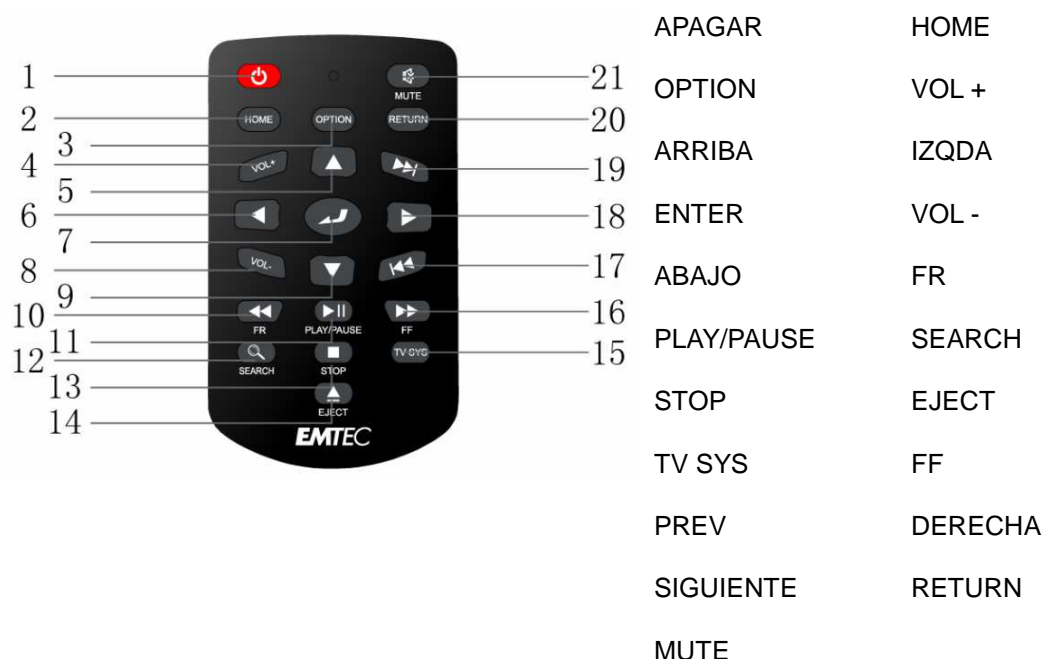 1
2
3
4
5
6
7
8
9
10
11
12
13
14
21
20
19
18
17
16
15
MUTE
HOME
OPTION
RETURN
VOL+
VOL-
FR
PLAY/PAUSE
FF
SEARCH
STOP
TV SYS
EJECT
EMTEC
APAGAR HOME
OPTION VOL +
ARRIBA IZQDA
ENTER VOL -
ABAJO FR
PLAY/PAUSE SEARCH
STOP EJECT
TV SYS FF
PREV DERECHA
SIGUIENTE RETURN
MUTE